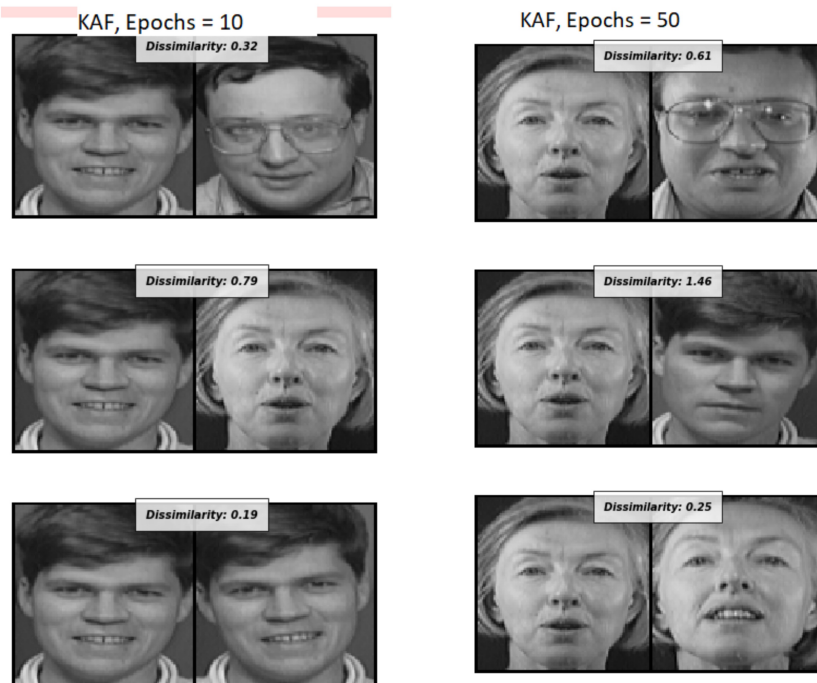 KAF, Epochs = 10
Dissimilarity: 0.32
Dissimilarity: 0.79
Dissimilarity: 0.19
KAF, Epochs = 50
Dissimilarity: 0.61
Dissimilarity: 1.46
Dissimilarity: 0.25